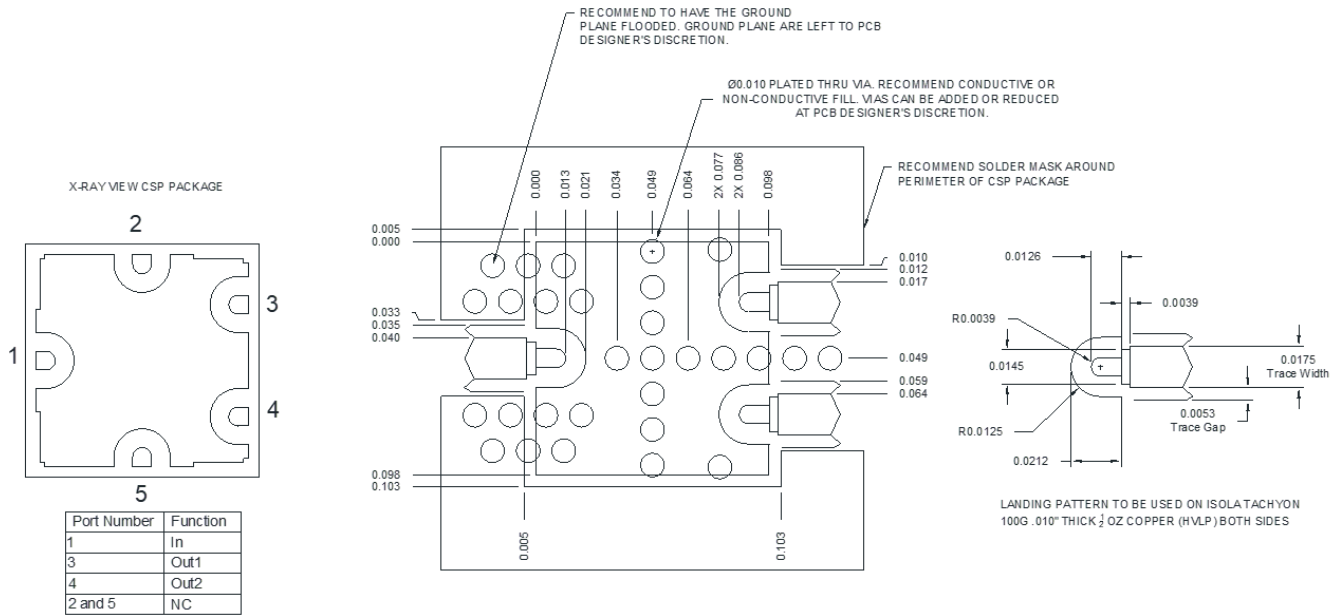 RECOMMEND TO HAVE THE GROUND
PLANE FLOODED. GROUND PLANE ARE LEFT TO PCB
DESIGNER'S DISCRETION.
Ø0.010 PLATED THRU VIA. RECOMMEND CONDUCTIVE OR
NON-CONDUCTIVE FILL. VIAS CAN BE ADDED OR REDUCED
AT PCB DESIGNER'S DISCRETION.
RECOMMEND SOLDER MASK AROUND
PERIMETER OF CSP PACKAGE
X-RAY VIEW CSP PACKAGE
2
3
1
4
5
Port Number Function
1 In
3 Out1
4 Out2
2 and 5 NC
0.000
0.013
0.021
0.034
0.049
0.064
2X 0.077
2X 0.086
0.098
0.005
0.000
0.033
0.035
0.040
0.098
0.103
0.010
0.012
0.017
0.049
0.059
0.064
0.005
0.103
0.0126
0.0039
R0.0039
0.0145
0.0175
Trace Width
R0.0125
0.0053
Trace Gap
0.0212
LANDING PATTERN TO BE USED ON ISOLA TACHYON
100G .010" THICK ½ OZ COPPER (HVLP) BOTH SIDES